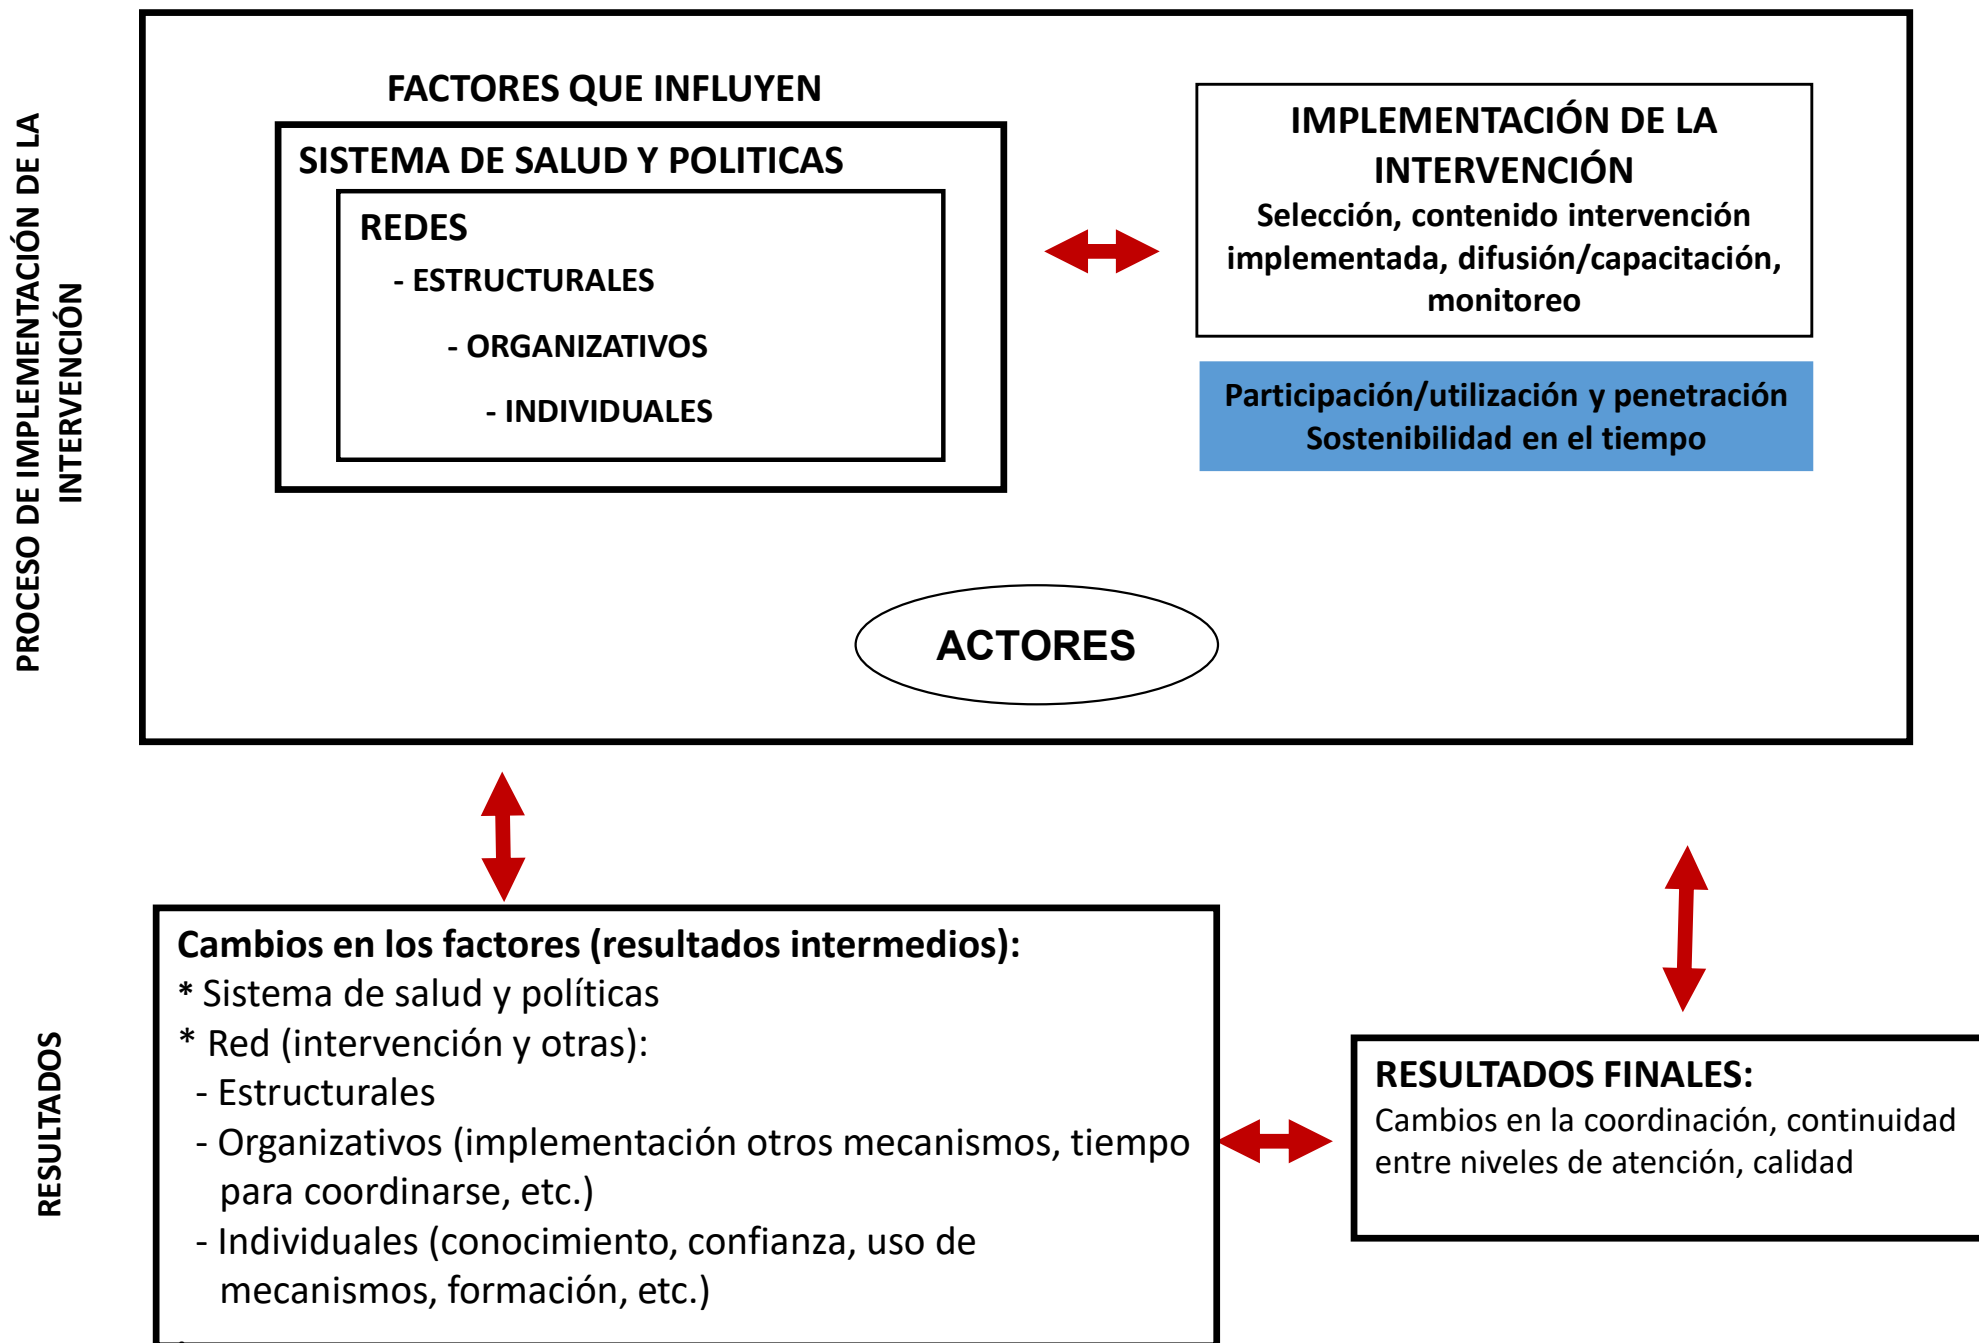 PROCESO DE IMPLEMENTACIÓN DE LA
INTERVENCIÓN
FACTORES QUE INFLUYEN
SISTEMA DE SALUD Y POLITICAS
REDES
- ESTRUCTURALES
- ORGANIZATIVOS
- INDIVIDUALES
IMPLEMENTACIÓN DE LA
INTERVENCIÓN
Selección, contenido intervención
implementada, difusión/capacitación,
monitoreo
Participación/utilización y penetración
Sostenibilidad en el tiempo
ACTORES
RESULTADOS
Cambios en los factores (resultados intermedios):
* Sistema de salud y políticas
* Red (intervención y otras):
- Estructurales
- Organizativos (implementación otros mecanismos, tiempo
para coordinarse, etc.)
- Individuales (conocimiento, confianza, uso de
mecanismos, formación, etc.)
RESULTADOS FINALES:
Cambios en la coordinación, continuidad
entre niveles de atención, calidad